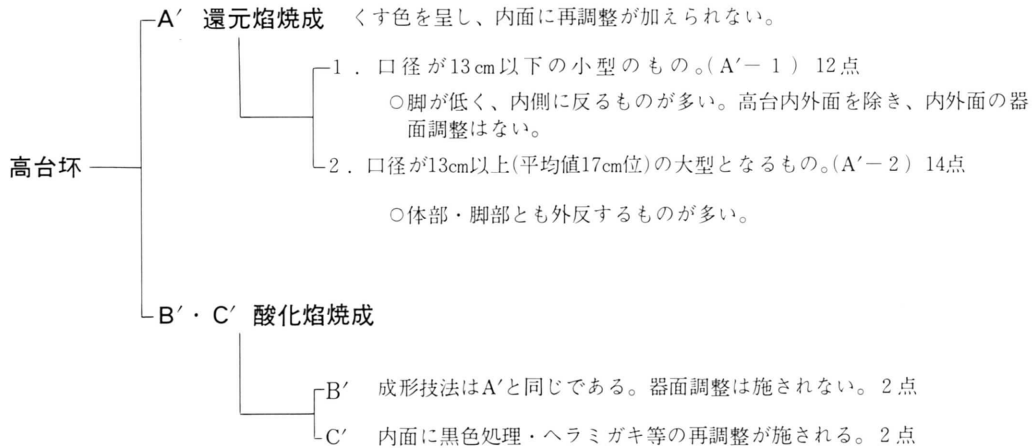 A′ 還元焰焼成 くす色を呈し、内面に再調整が加えられない。
1．口径が13cm以下の小型のもの。(A′－1) 12点
○脚が低く、内側に反るものが多い。高台内外面を除き、内外面の器
面調整はない。
高台坏
2．口径が13cm以上(平均値17cm位)の大型となるもの。(A′－2) 14点
○体部・脚部とも外反するものが多い。
B′・C′ 酸化焰焼成
B′ 成形技法はA′と同じである。器面調整は施されない。2点
C′ 内面に黒色処理・ヘラミガキ等の再調整が施される。2点